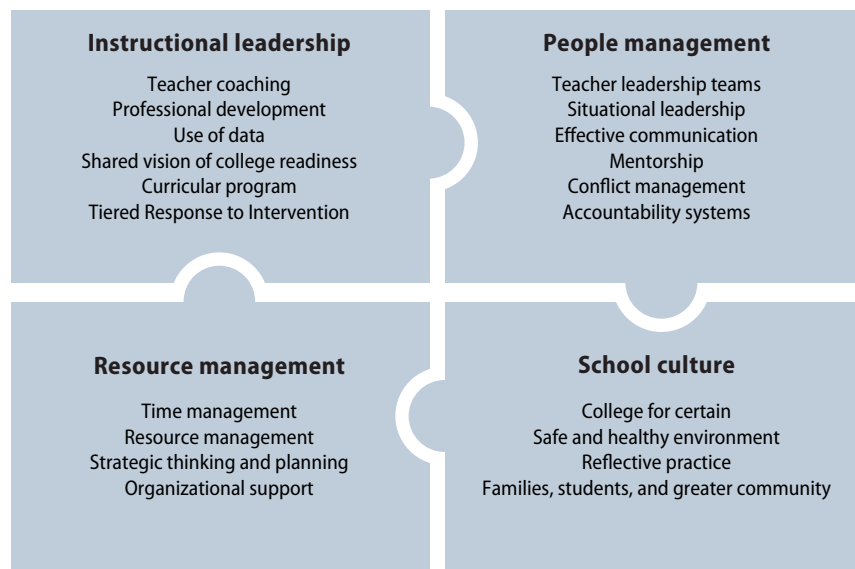 Instructional leadership
Teacher coaching
Professional development
Use of data
Shared vision of college readiness
Curricular program
Tiered Response to Intervention
People management
Teacher leadership teams
Situational leadership
Effective communication
Mentorship
Conflict management
Accountability systems
Resource management
Time management
Resource management
Strategic thinking and planning
Organizational support
School culture
College for certain
Safe and healthy environment
Reflective practice
Families, students, and greater community